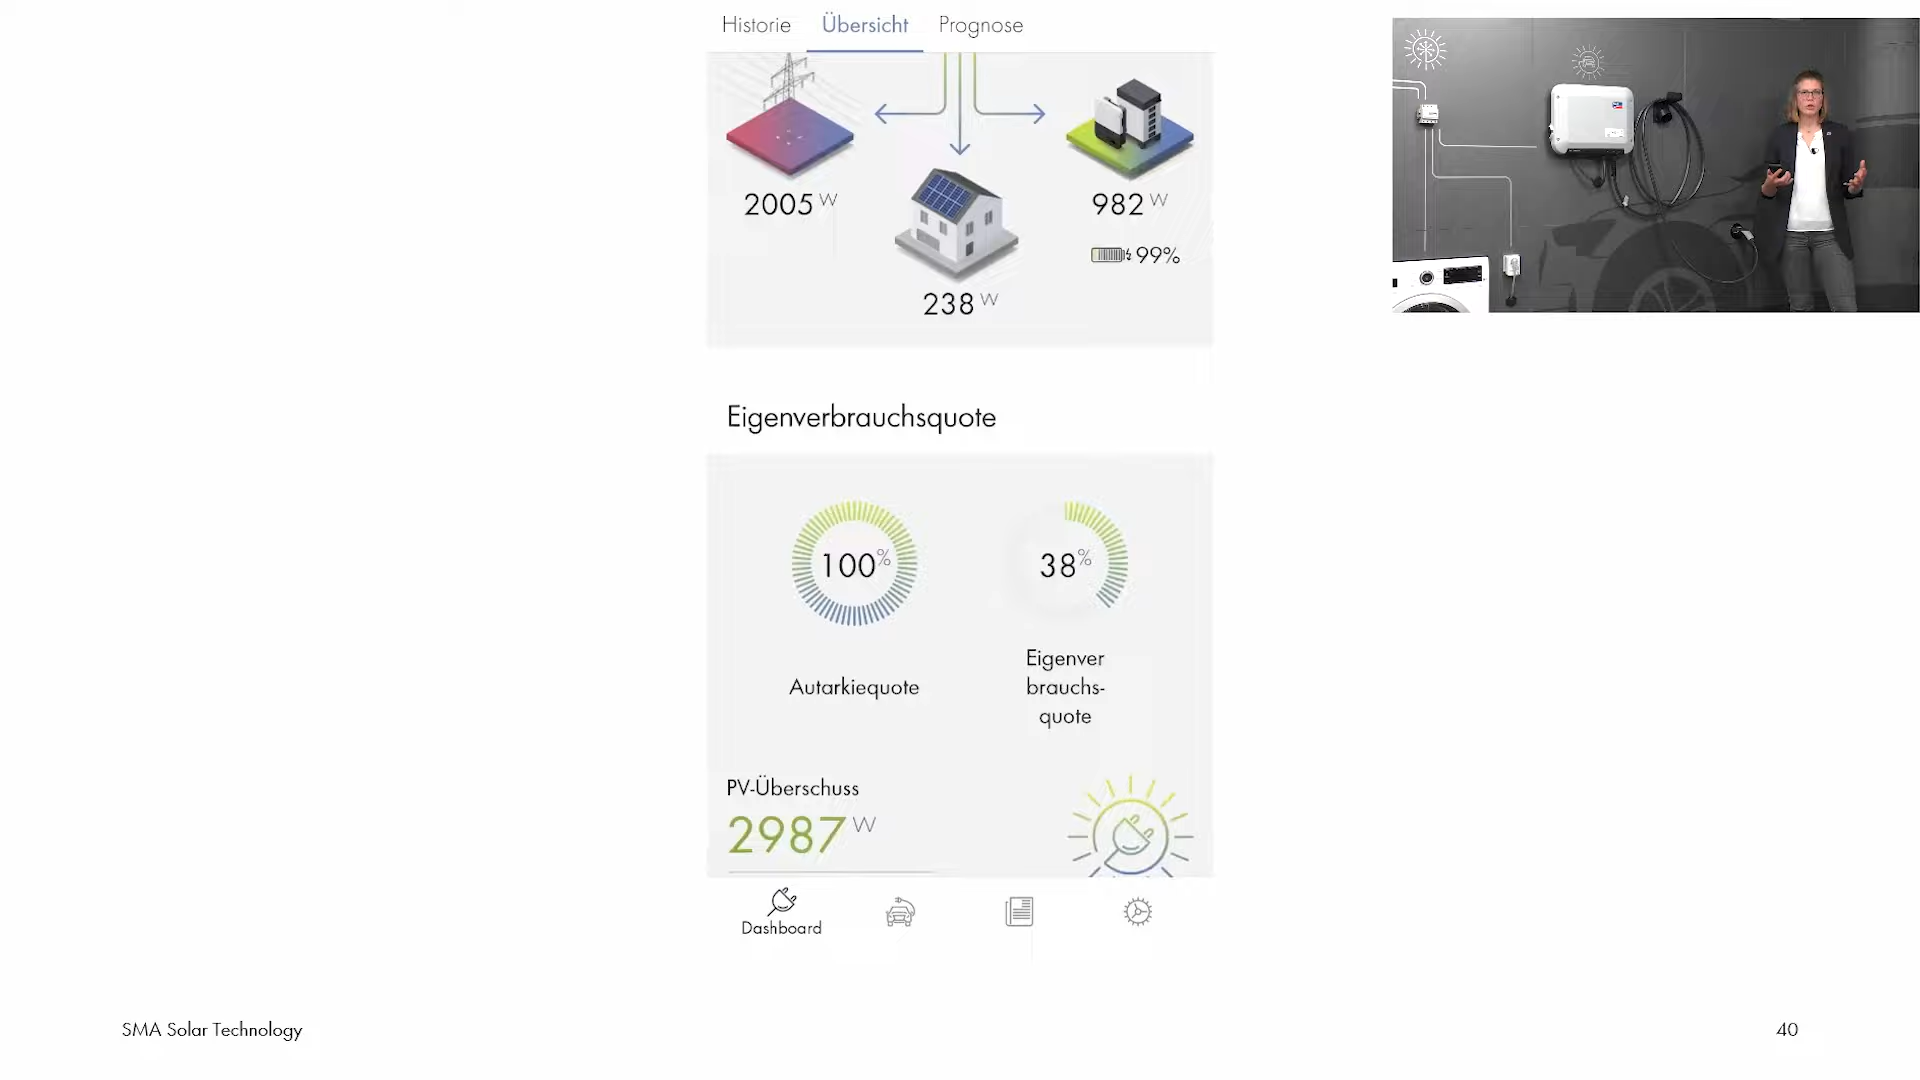 Historie Übersicht Prognose
2005 W
982 W
99%
238 W
Eigenverbrauchsquote
100%
38%
Autarkiequote
Eigenver
brauchs-
quote
PV-Überschuss
2987 W
Dashboard
SMA Solar Technology
40